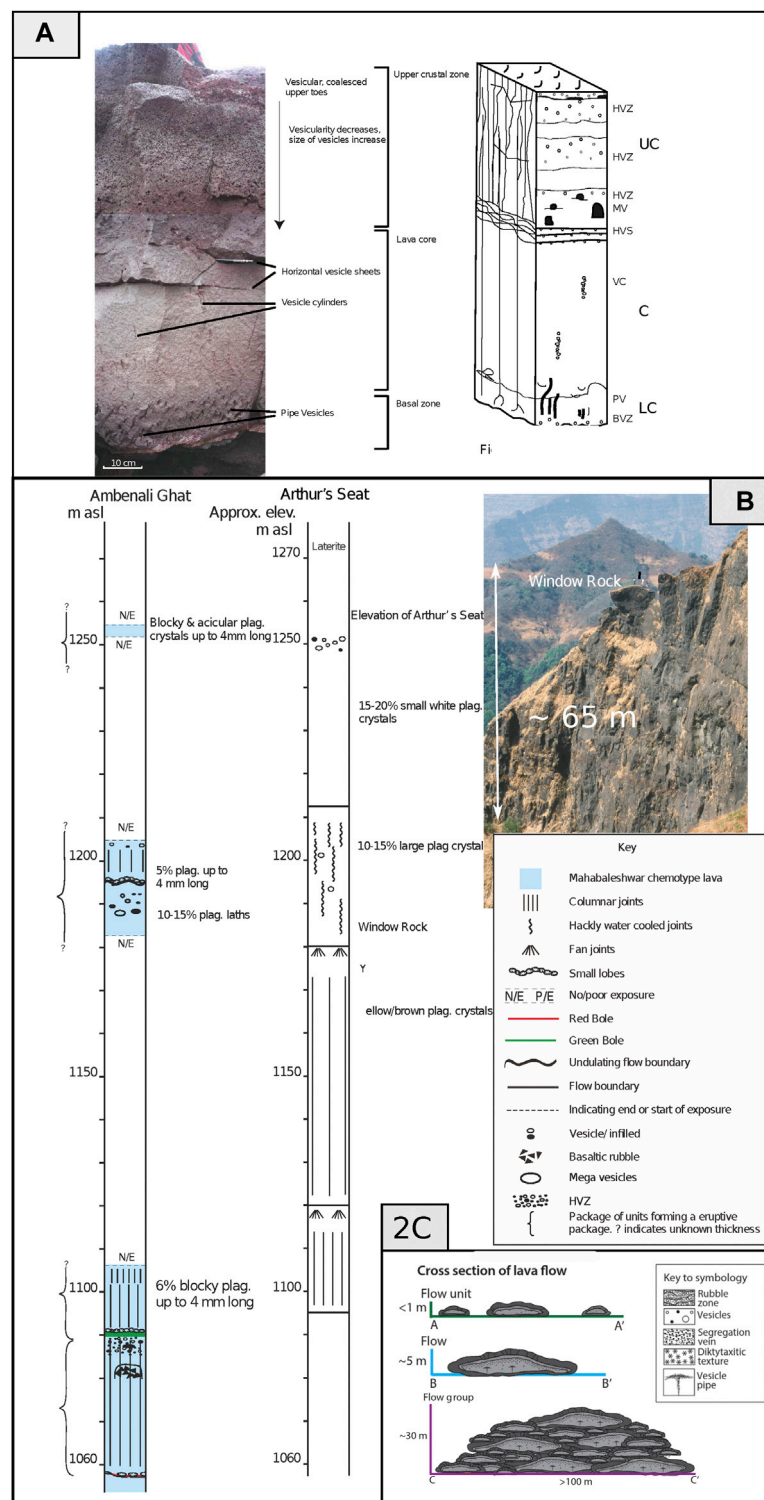 A
Vesicular, coalesced
upper toes
Vesicularity decreases,
size of vesicles increase
Horizontal vesicle sheets
Vesicle cylinders
Pipe Vesicles
10 cm
Upper crustal zone
Lava core
Basal zone
HVZ
UC
HVZ
HVZ
MV
HVS
VC
C
PV
LC
BVZ
Fi
B
Ambenali Ghat
m asl
N/E
Blocky & acicular plag.
crystals up to 4mm long
?
1250
N/E
?
?
N/E
1200
5% plag. up to
4 mm long
10-15% plag. laths
?
N/E
1150
?
N/E
1100
6% blocky plag.
up to 4 mm long
1060
Arthur's Seat
Approx. elev.
m asl
1270
Laterite
1250
Elevation of Arthur's Seat
15-20% small white plag.
crystals
1200
10-15% large plag crystal
Window Rock
Y
ellow/brown plag. crystals
1150
1100
1060
Window Rock
~ 65 m
Key
Mahabaleshwar chemotype lava
Columnar joints
Hackly water cooled joints
Fan joints
Small lobes
N/E P/E No/poor exposure
Red Bole
Green Bole
Undulating flow boundary
Flow boundary
Indicating end or start of exposure
Vesicle/infilled
Basaltic rubble
Mega vesicles
HVZ
Package of units forming a eruptive
package. ? indicates unknown thickness
2C
Cross section of lava flow
Flow unit
<1 m
A A'
Flow
~5 m
B B'
Flow group
~30 m
C >100 m C'
Key to symbology
Rubble
zone
Vesicles
Segregation
vein
Diktytaxitic
texture
Vesicle
pipe